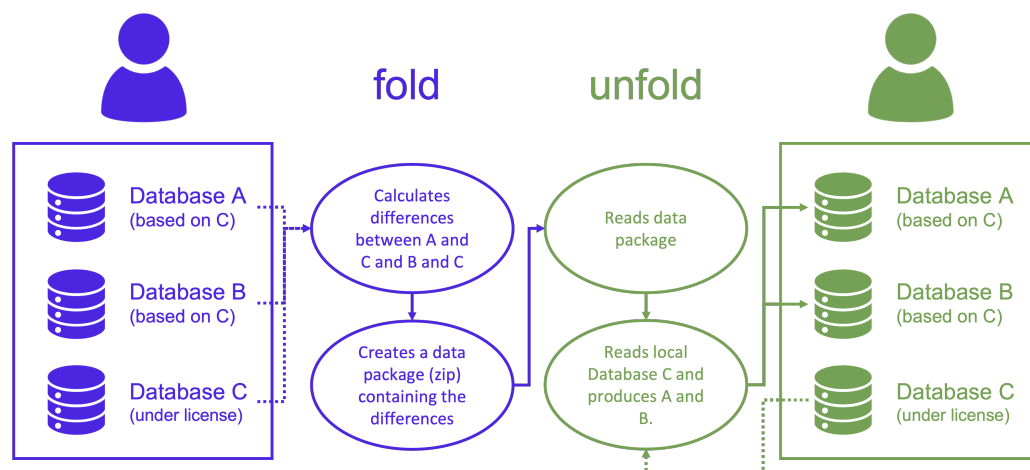 fold
unfold
Database A
(based on C)
Database B
(based on C)
Database C
(under license)
Calculates
differences
between A and
C and B and C
Creates a data
package (zip)
containing the
differences
Reads data
package
Reads local
Database C and
produces A and
B.
Database A
(based on C)
Database B
(based on C)
Database C
(under license)